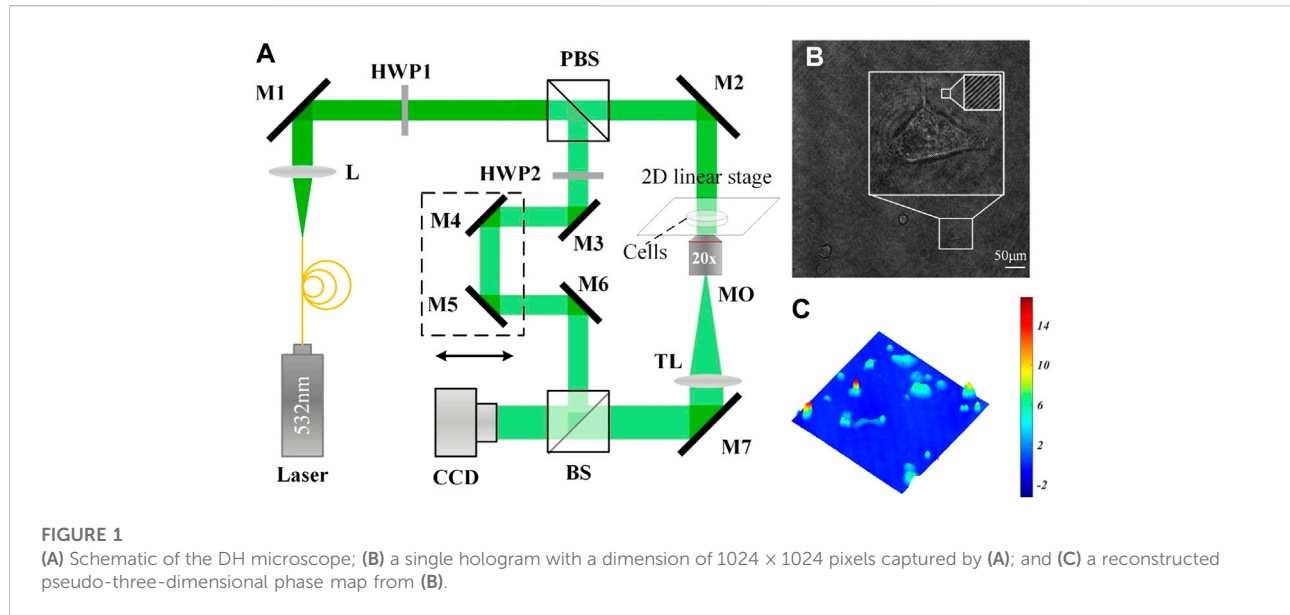 A
M1
HWP1
PBS
M2
L
HWP2
2D linear stage
M4
M3
Cells
20x
M5
M6
MO
TL
532nm
Laser
CCD
BS
M7
B
50μm
C
14
10
6
2
-2
FIGURE 1
(A) Schematic of the DH microscope; (B) a single hologram with a dimension of 1024 × 1024 pixels captured by (A); and (C) a reconstructed
pseudo-three-dimensional phase map from (B).